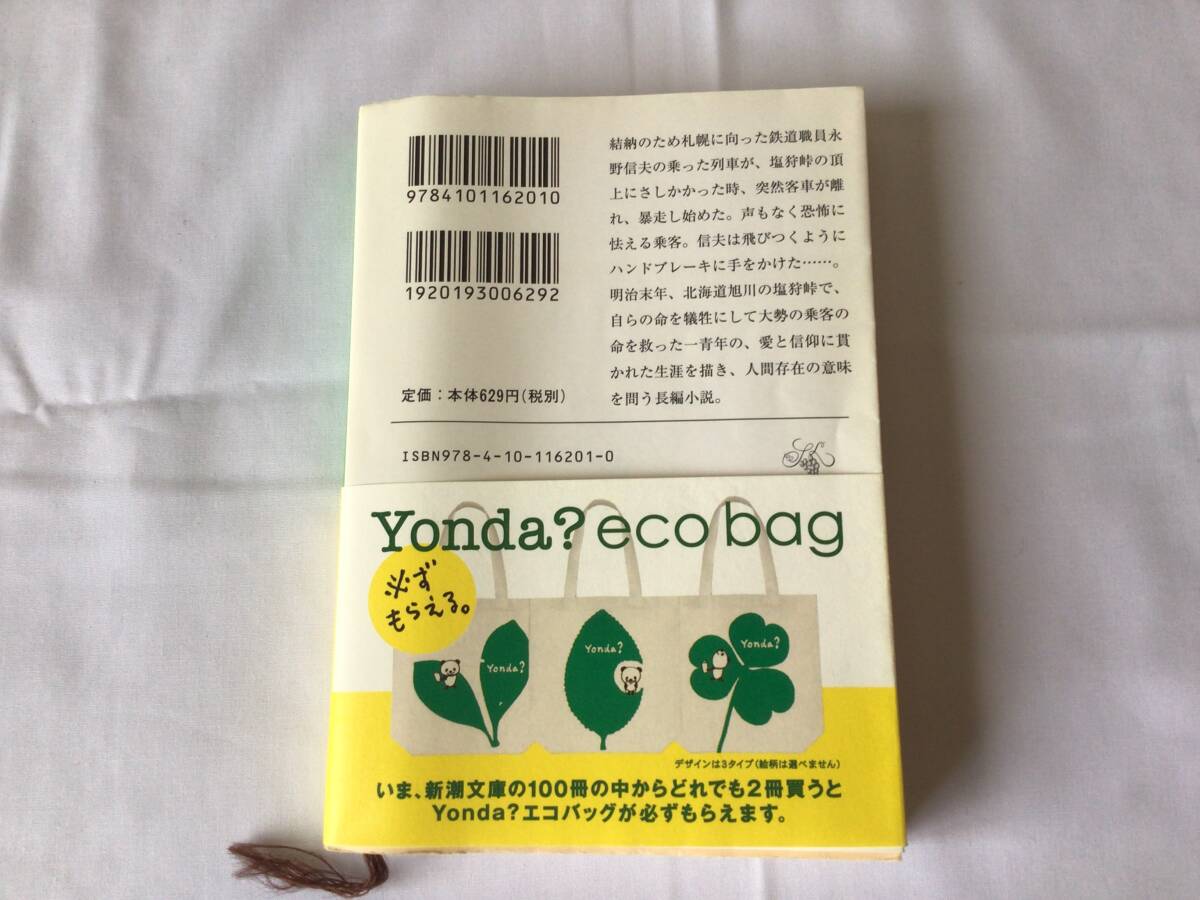 9784101162010
1920193006292
定価：本体629円(税別)
結納のため札幌に向った鉄道職員永
野信夫の乗った列車が、塩狩峠の頂
上にさしかかった時、突然客車が離
れ、暴走し始めた。声もなく恐怖に
怯える乗客。信夫は飛びつくように
ハンドブレーキに手をかけた……。
明治末年、北海道旭川の塩狩峠で、
自らの命を犠牲にして大勢の乗客の
命を救った一青年の、愛と信仰に貫
かれた生涯を描き、人間存在の意味
を問う長編小説。
ISBN978-4-10-116201-0
Yonda?ecobag
必ず
もらえる。
Yonda?
Yonda?
Yonda?
デザインは3タイプ(絵柄は選べません)
いま、新潮文庫の100冊の中からどれでも2冊買うと
Yonda?エコバッグが必ずもらえます。